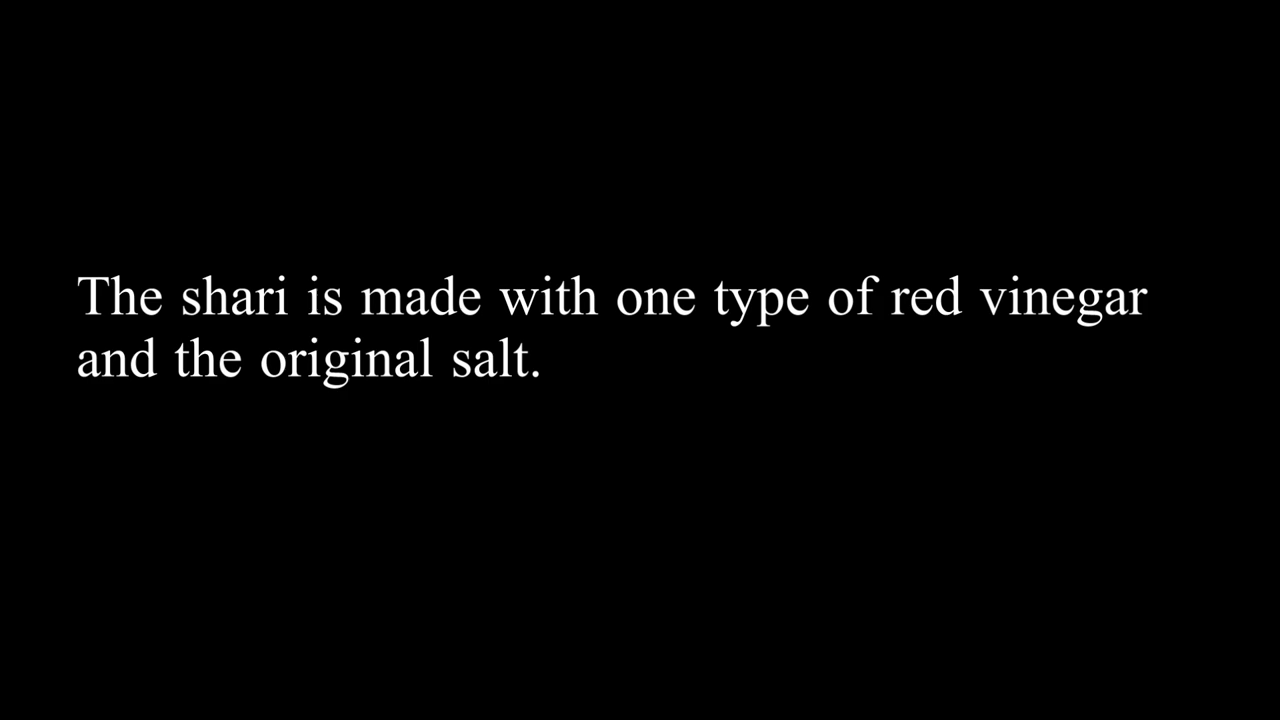 The shari is made with one type of red vinegar
and the original salt.